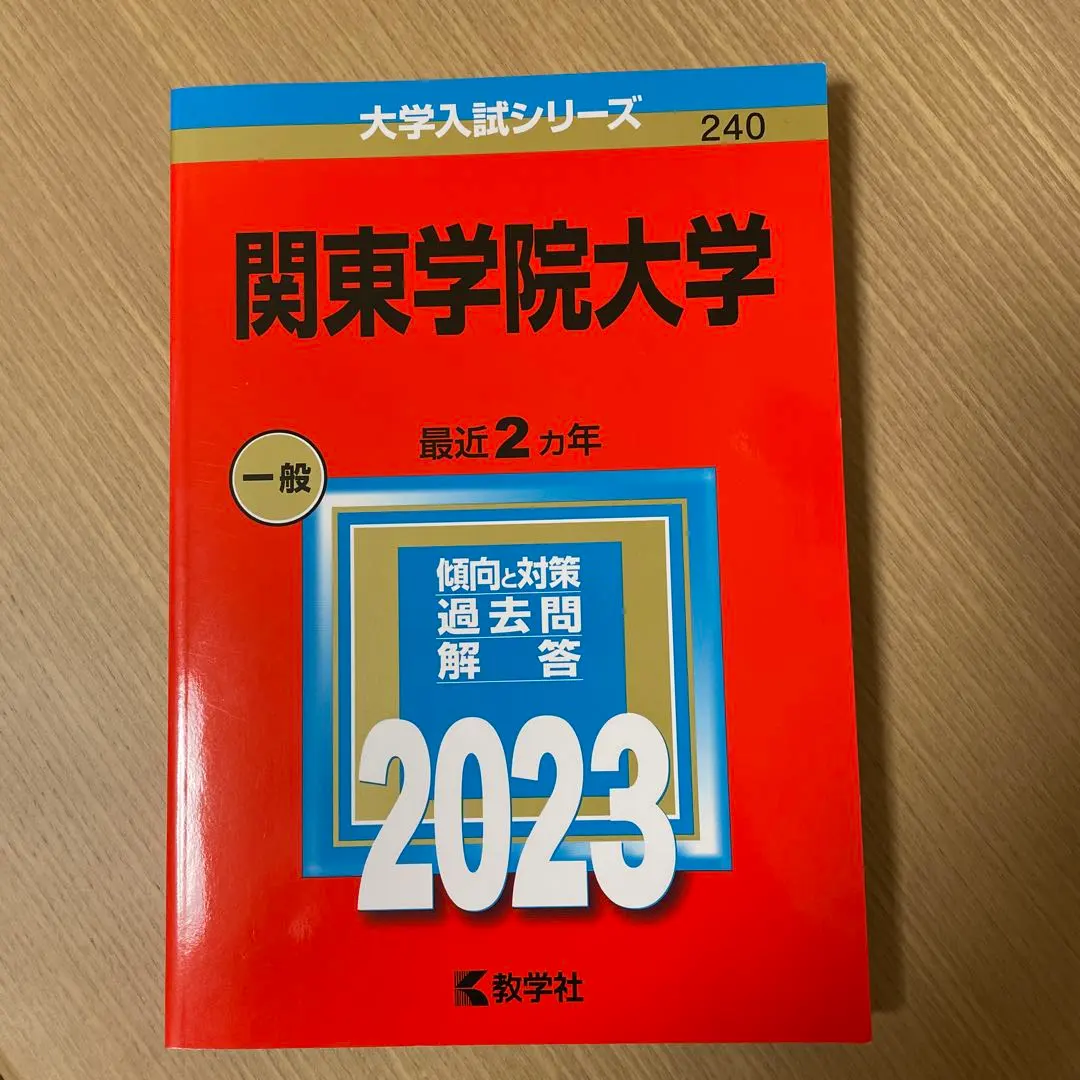 大学入試シリーズ
240
関東学院大学
最近2カ年
一般
傾向と対策
過去問
解答
2023
教学社